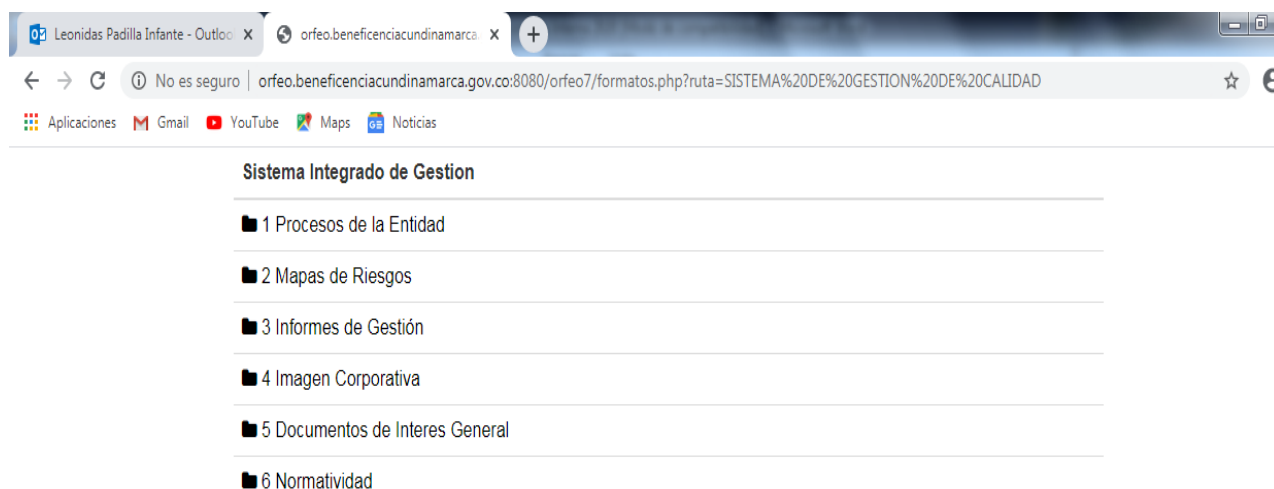 Leonidas Padilla Infante - Outloo
orfeo.beneficenciacundinamarca.
No es seguro orfeo.beneficenciacundinamarca.gov.co:8080/orfeo7/formatos.php?ruta=SISTEMA%20DE%20GESTION%20DE%20CALIDAD
Aplicaciones Gmail YouTube Maps Noticias
Sistema Integrado de Gestion
1 Procesos de la Entidad
2 Mapas de Riesgos
3 Informes de Gestión
4 Imagen Corporativa
5 Documentos de Interes General
6 Normatividad